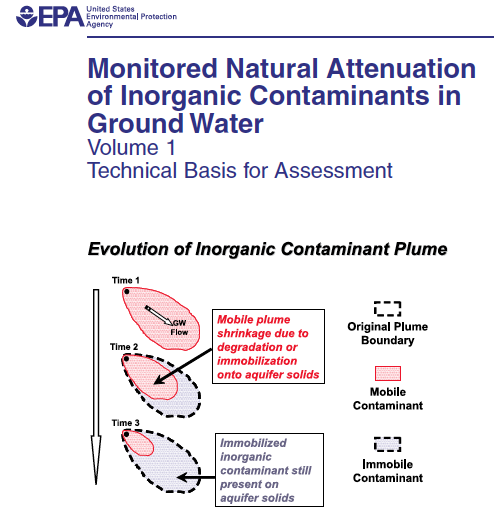 EPA
United States
Environmental Protection
Agency
Monitored Natural Attenuation
of Inorganic Contaminants in
Ground Water
Volume 1
Technical Basis for Assessment
Evolution of Inorganic Contaminant Plume
Time 1
GW
Flow
Mobile plume
shrinkage due to
degradation or
immobilization
onto aquifer solids
Original Plume
Boundary
Time 2
Mobile
Contaminant
Time 3
Immobilized
inorganic
contaminant still
present on
aquifer solids
Immobile
Contaminant